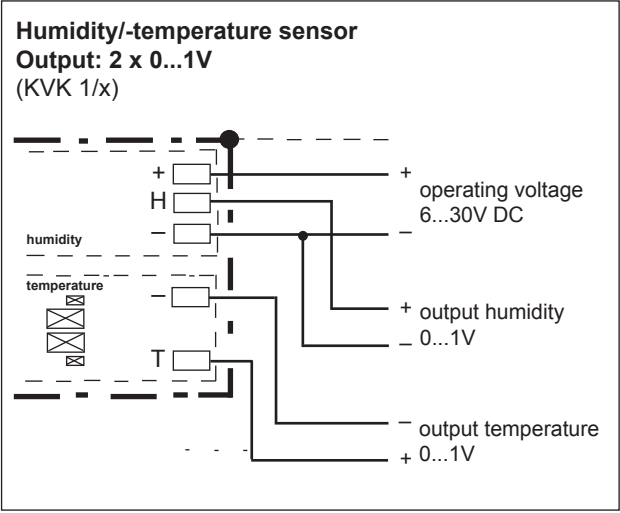 Humidity/-temperature sensor
Output: 2 x 0...1V
(KVK 1/x)
+
H
–
humidity
temperature
–
T
+
operating voltage
6...30V DC
–
+ output humidity
– 0...1V
– output temperature
+ 0...1V